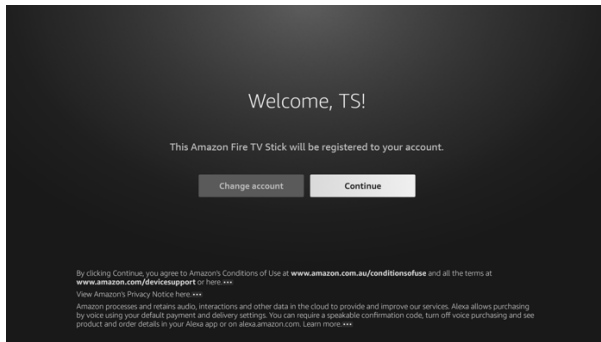 Welcome, TS!
This Amazon Fire TV Stick will be registered to your account.
Change account
Continue
By clicking Continue, you agree to Amazon's Conditions of Use at www.amazon.com.au/conditionsofuse and all the terms at
www.amazon.com/devicesupport or here.•••
View Amazon's Privacy Notice here.•••
Amazon processes and retains audio, interactions and other data in the cloud to provide and improve our services. Alexa allows purchasing
by voice using your default payment and delivery settings. You can require a speakable confirmation code, turn off voice purchasing and see
product and order details in your Alexa app or on alexa.amazon.com. Learn more.•••